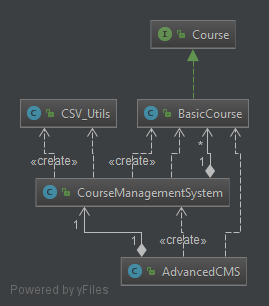 Course
CSV_Utils
BasicCourse
«create»
«create»
*
1
CourseManagementSystem
1
«create»
1
AdvancedCMS
Powered by yFiles